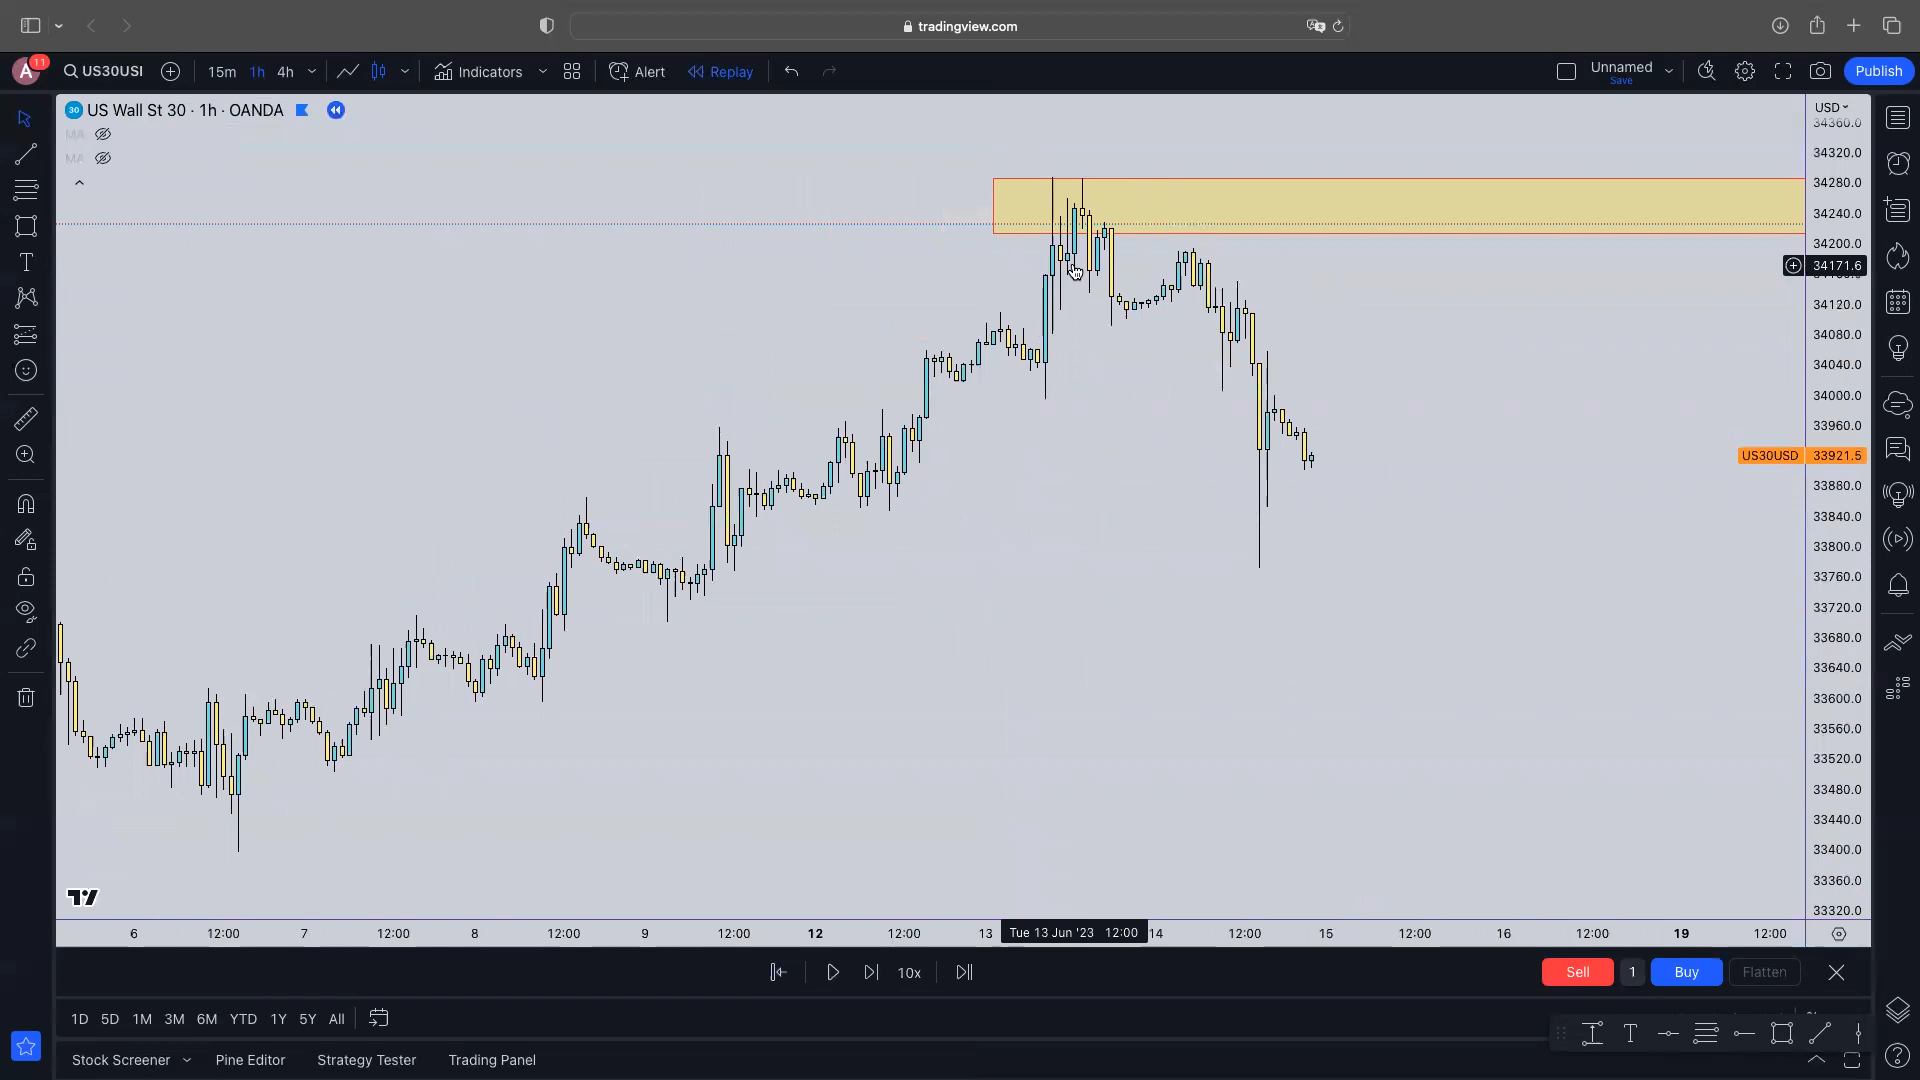 tradingview.com
A 11 US30USI 15m 1h 4h Indicators Alert Replay Unnamed Save Publish
30 US Wall St 30 · 1h · OANDA USD
MA
MA
34360.0
34320.0
34280.0
34240.0
34200.0
34171.6
34120.0
34080.0
34040.0
34000.0
33960.0
US30USD 33921.5
33880.0
33840.0
33800.0
33760.0
33720.0
33680.0
33640.0
33600.0
33560.0
33520.0
33480.0
33440.0
33400.0
33360.0
33320.0
6 12:00 7 12:00 8 12:00 9 12:00 12 12:00 13 Tue 13 Jun '23 12:00 14 12:00 15 12:00 16 12:00 19 12:00
10x Sell 1 Buy Flatten
1D 5D 1M 3M 6M YTD 1Y 5Y All
Stock Screener Pine Editor Strategy Tester Trading Panel